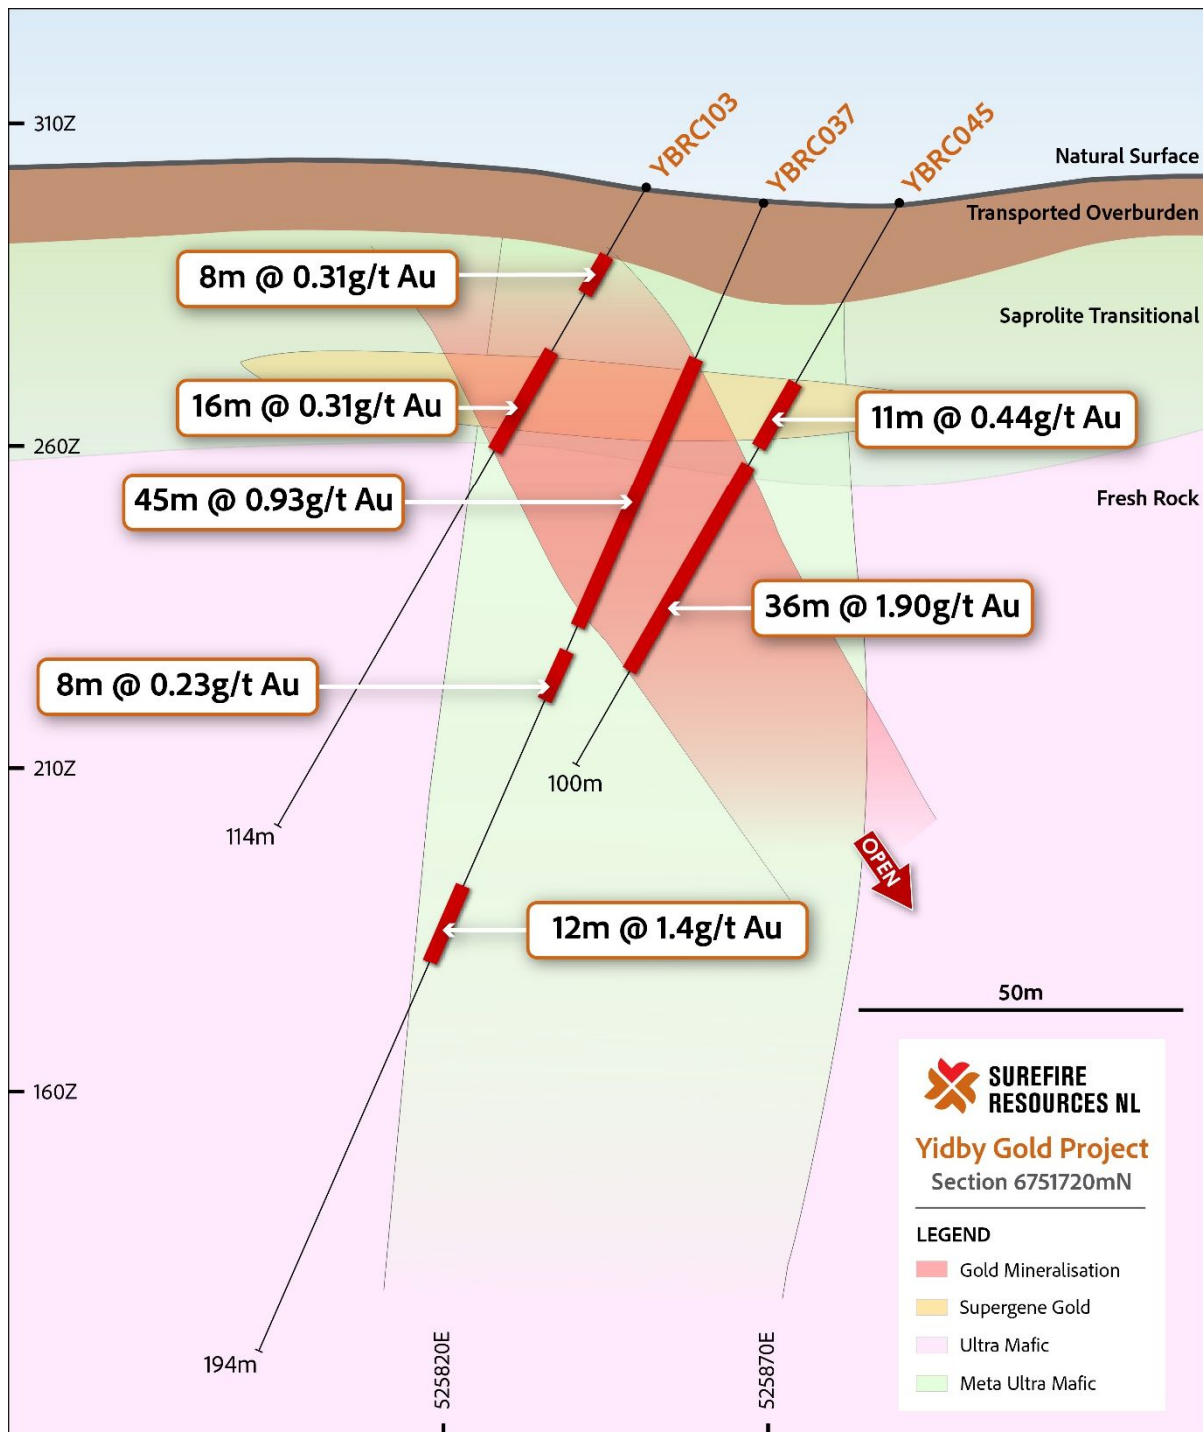 310Z
YBRC103
YBRC037
YBRC045
Natural Surface
Transported Overburden
8m @ 0.31g/t Au
Saprolite Transitional
16m @ 0.31g/t Au
11m @ 0.44g/t Au
260Z
45m @ 0.93g/t Au
Fresh Rock
36m @ 1.90g/t Au
8m @ 0.23g/t Au
210Z
100m
114m
OPEN
12m @ 1.4g/t Au
50m
160Z
SUREFIRE
RESOURCES NL
Yidby Gold Project
Section 6751720mN
LEGEND
Gold Mineralisation
Supergene Gold
Ultra Mafic
Meta Ultra Mafic
194m
525820E
525870E